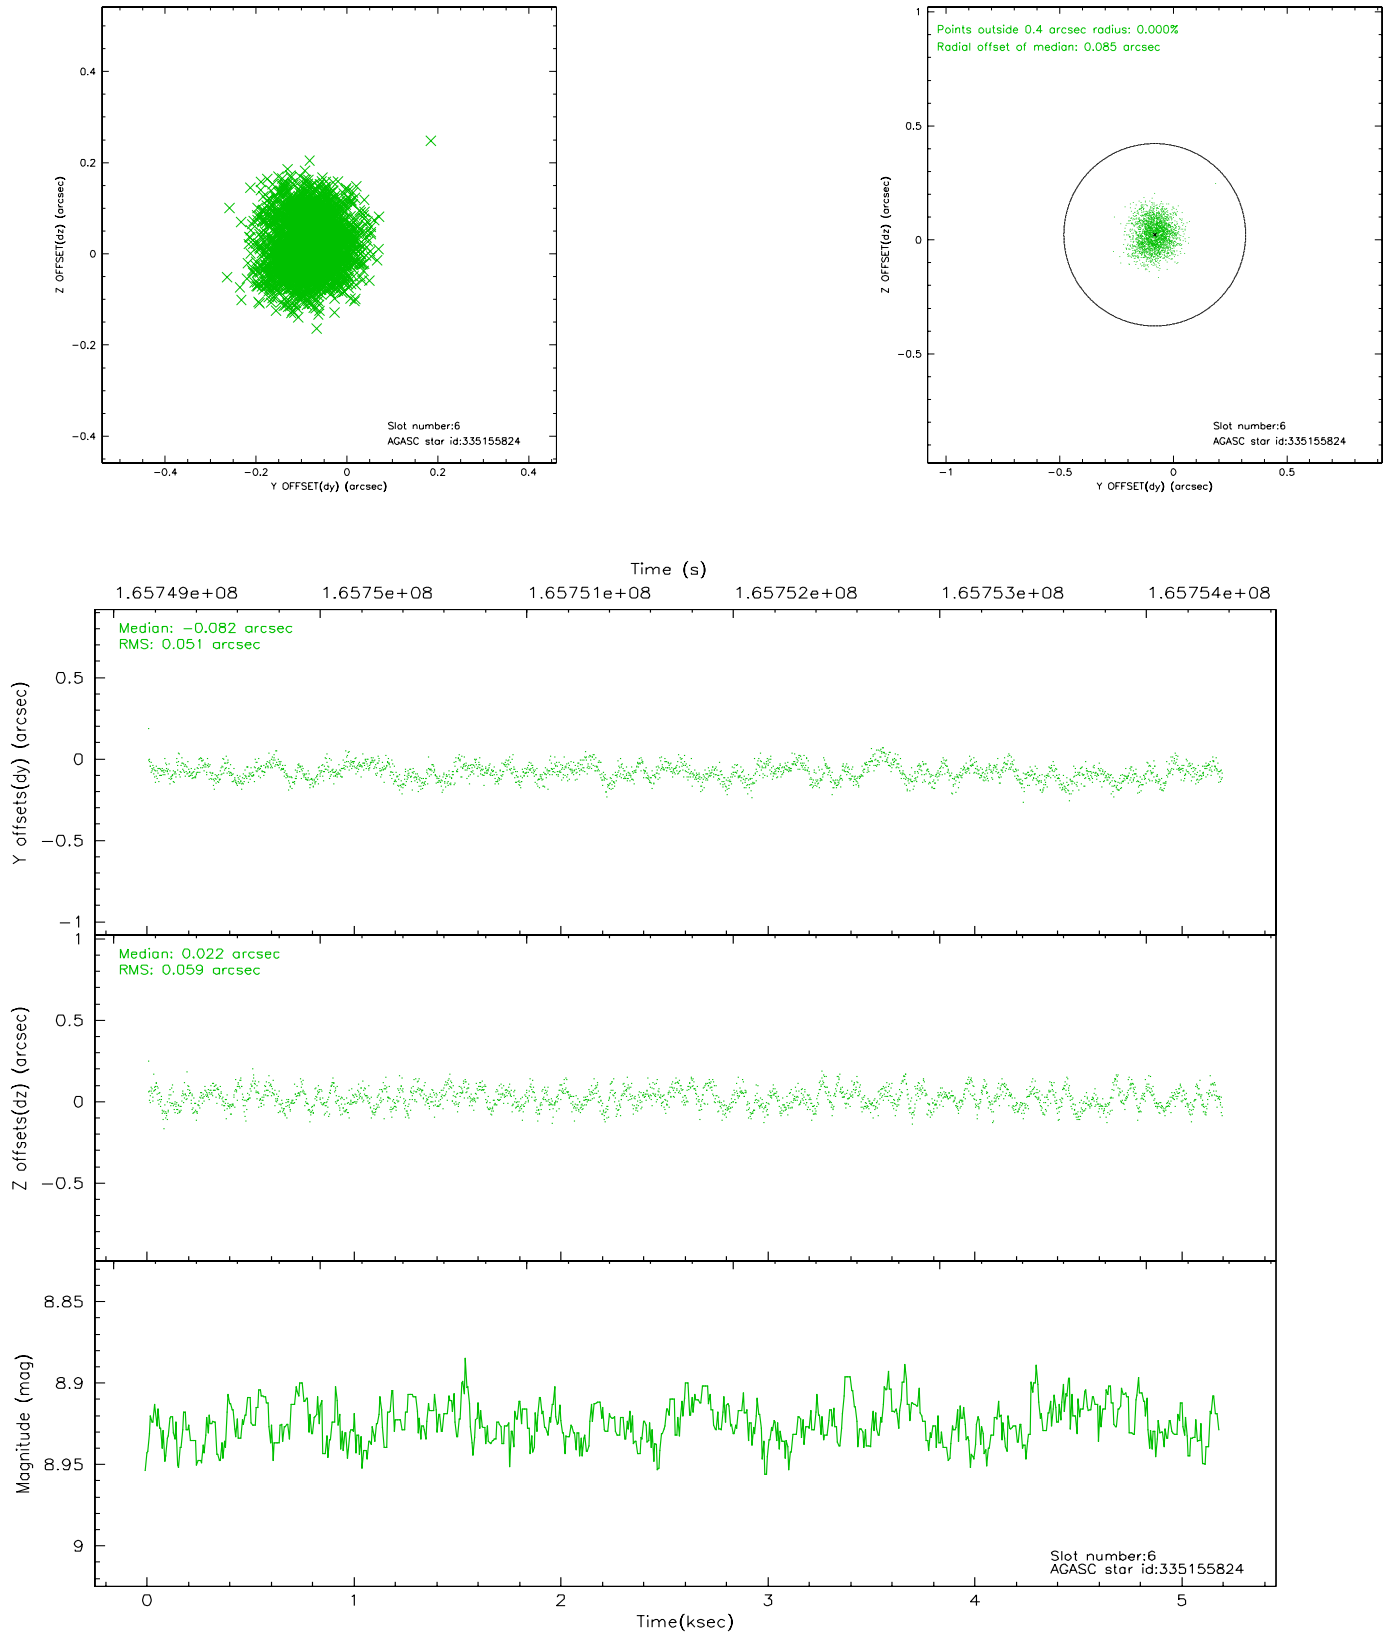 0.4
0.2
0
−0.2
−0.4
Z OFFSET(dz) (arcsec)
Slot number:6
AGASC star id:335155824
−0.4 −0.2 0 0.2 0.4
Y OFFSET(dy) (arcsec)
Points outside 0.4 arcsec radius: 0.000%
Radial offset of median: 0.085 arcsec
1
0.5
0
−0.5
Z OFFSET(dz) (arcsec)
Slot number:6
AGASC star id:335155824
−1 −0.5 0 0.5
Y OFFSET(dy) (arcsec)
Time (s)
1.65749e+08 1.6575e+08 1.65751e+08 1.65752e+08 1.65753e+08 1.65754e+08
Median: −0.082 arcsec
RMS: 0.051 arcsec
0.5
0
−0.5
−1
Y offsets(dy) (arcsec)
Median: 0.022 arcsec
RMS: 0.059 arcsec
1
0.5
0
−0.5
Z offsets(dz) (arcsec)
8.85
8.9
8.95
9
Magnitude (mag)
Slot number:6
AGASC star id:335155824
0 1 2 3 4 5
Time(ksec)